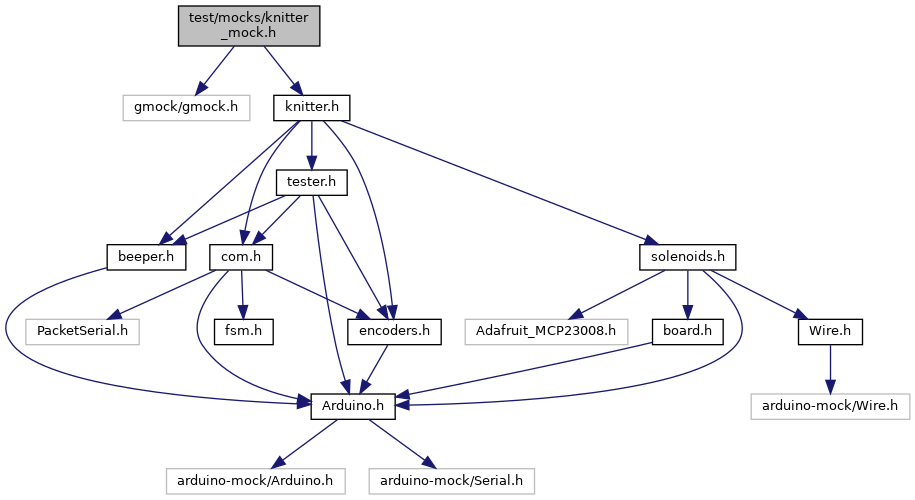 test/mocks/knitter
_mock.h
gmock/gmock.h
knitter.h
tester.h
beeper.h
com.h
solenoids.h
PacketSerial.h
fsm.h
encoders.h
Adafruit_MCP23008.h
board.h
Wire.h
Arduino.h
arduino-mock/Wire.h
arduino-mock/Arduino.h
arduino-mock/Serial.h